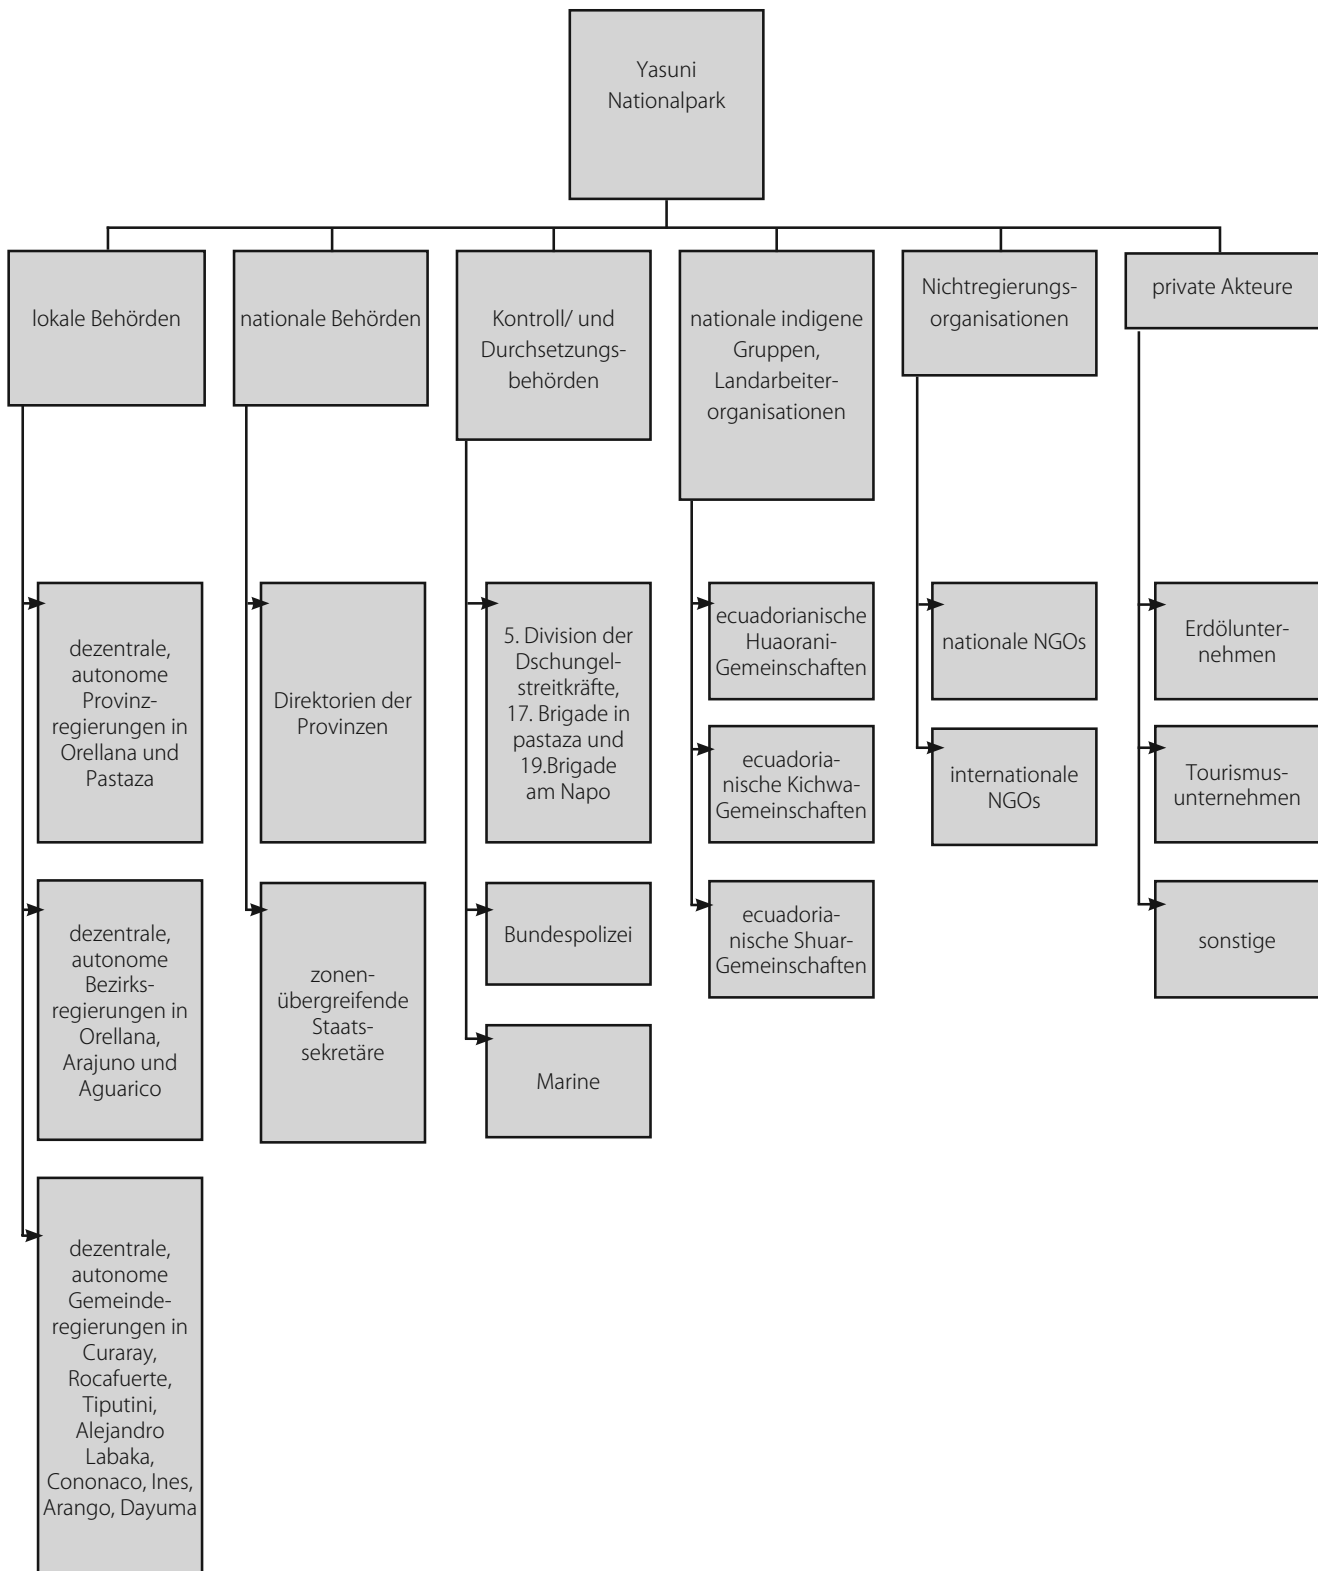 Yasuni
Nationalpark
lokale Behörden
nationale Behörden
Kontroll/ und
Durchsetzungs-
behörden
nationale indigene
Gruppen,
Landarbeiter-
organisationen
Nichtregierungs-
organisationen
private Akteure
dezentrale,
autonome
Provinz-
regierungen in
Orellana und
Pastaza
dezentrale,
autonome
Bezirks-
regierungen in
Orellana,
Arajuno und
Aguarico
dezentrale,
autonome
Gemeinde-
regierungen in
Curaray,
Rocafuerte,
Tiputini,
Alejandro
Labaka,
Cononaco, Ines,
Arango, Dayuma
Direktorien der
Provinzen
zonen-
übergreifende
Staats-
sekretäre
5. Division der
Dschungel-
streitkräfte,
17. Brigade in
pastaza und
19.Brigade
am Napo
Bundespolizei
Marine
ecuadorianische
Huaorani-
Gemeinschaften
ecuadoria-
nische Kichwa-
Gemeinschaften
ecuadoria-
nische Shuar-
Gemeinschaften
nationale NGOs
internationale
NGOs
Erdölunter-
nehmen
Tourismus-
unternehmen
sonstige